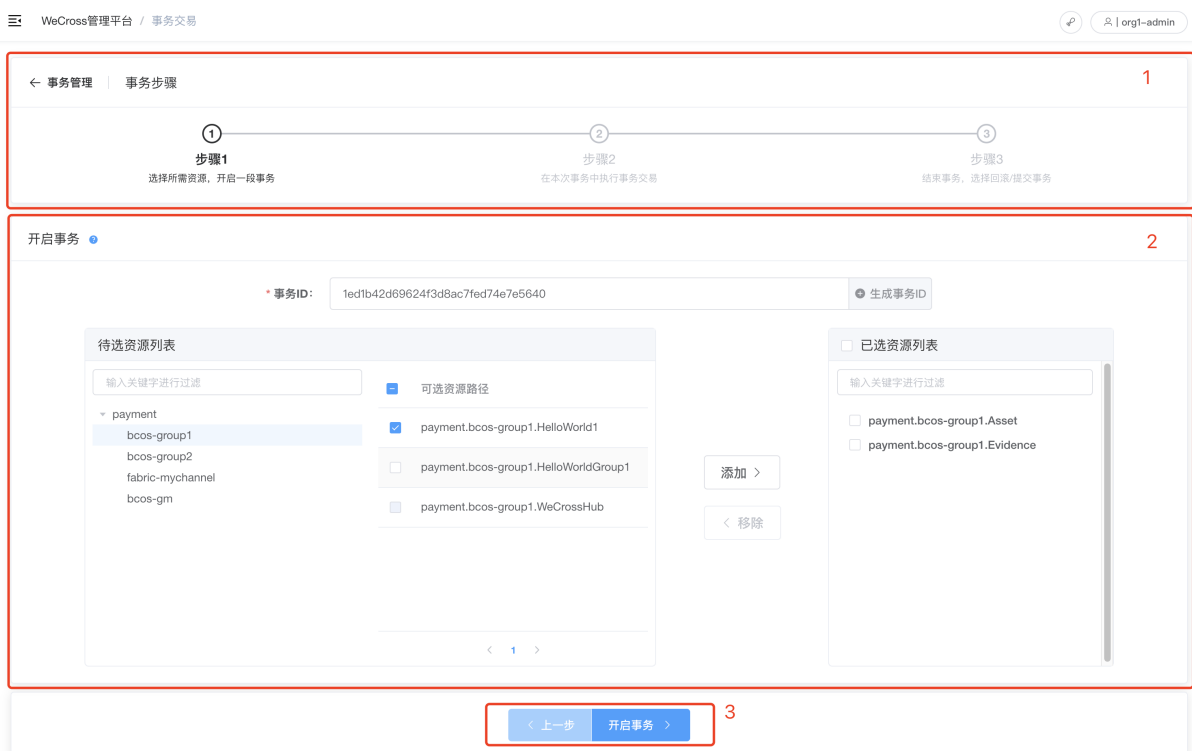 WeCross管理平台 / 事务交易
org1-admin
1
事务管理 事务步骤
1 2 3
步骤1 步骤2 步骤3
选择所需资源，开启一段事务 在本次事务中执行事务交易 结束事务，选择回滚/提交事务
2
开启事务 ?
* 事务ID: 1ed1b42d69624f3d8ac7fed74e7e5640 生成事务ID
待选资源列表
输入关键字进行过滤
payment
bcos-group1
bcos-group2
fabric-mychannel
bcos-gm
可选资源路径
payment.bcos-group1.HelloWorld1
payment.bcos-group1.HelloWorldGroup1
payment.bcos-group1.WeCrossHub
< 1 >
添加 >
< 移除
已选资源列表
输入关键字进行过滤
payment.bcos-group1.Asset
payment.bcos-group1.Evidence
< 上一步 开启事务 >
3